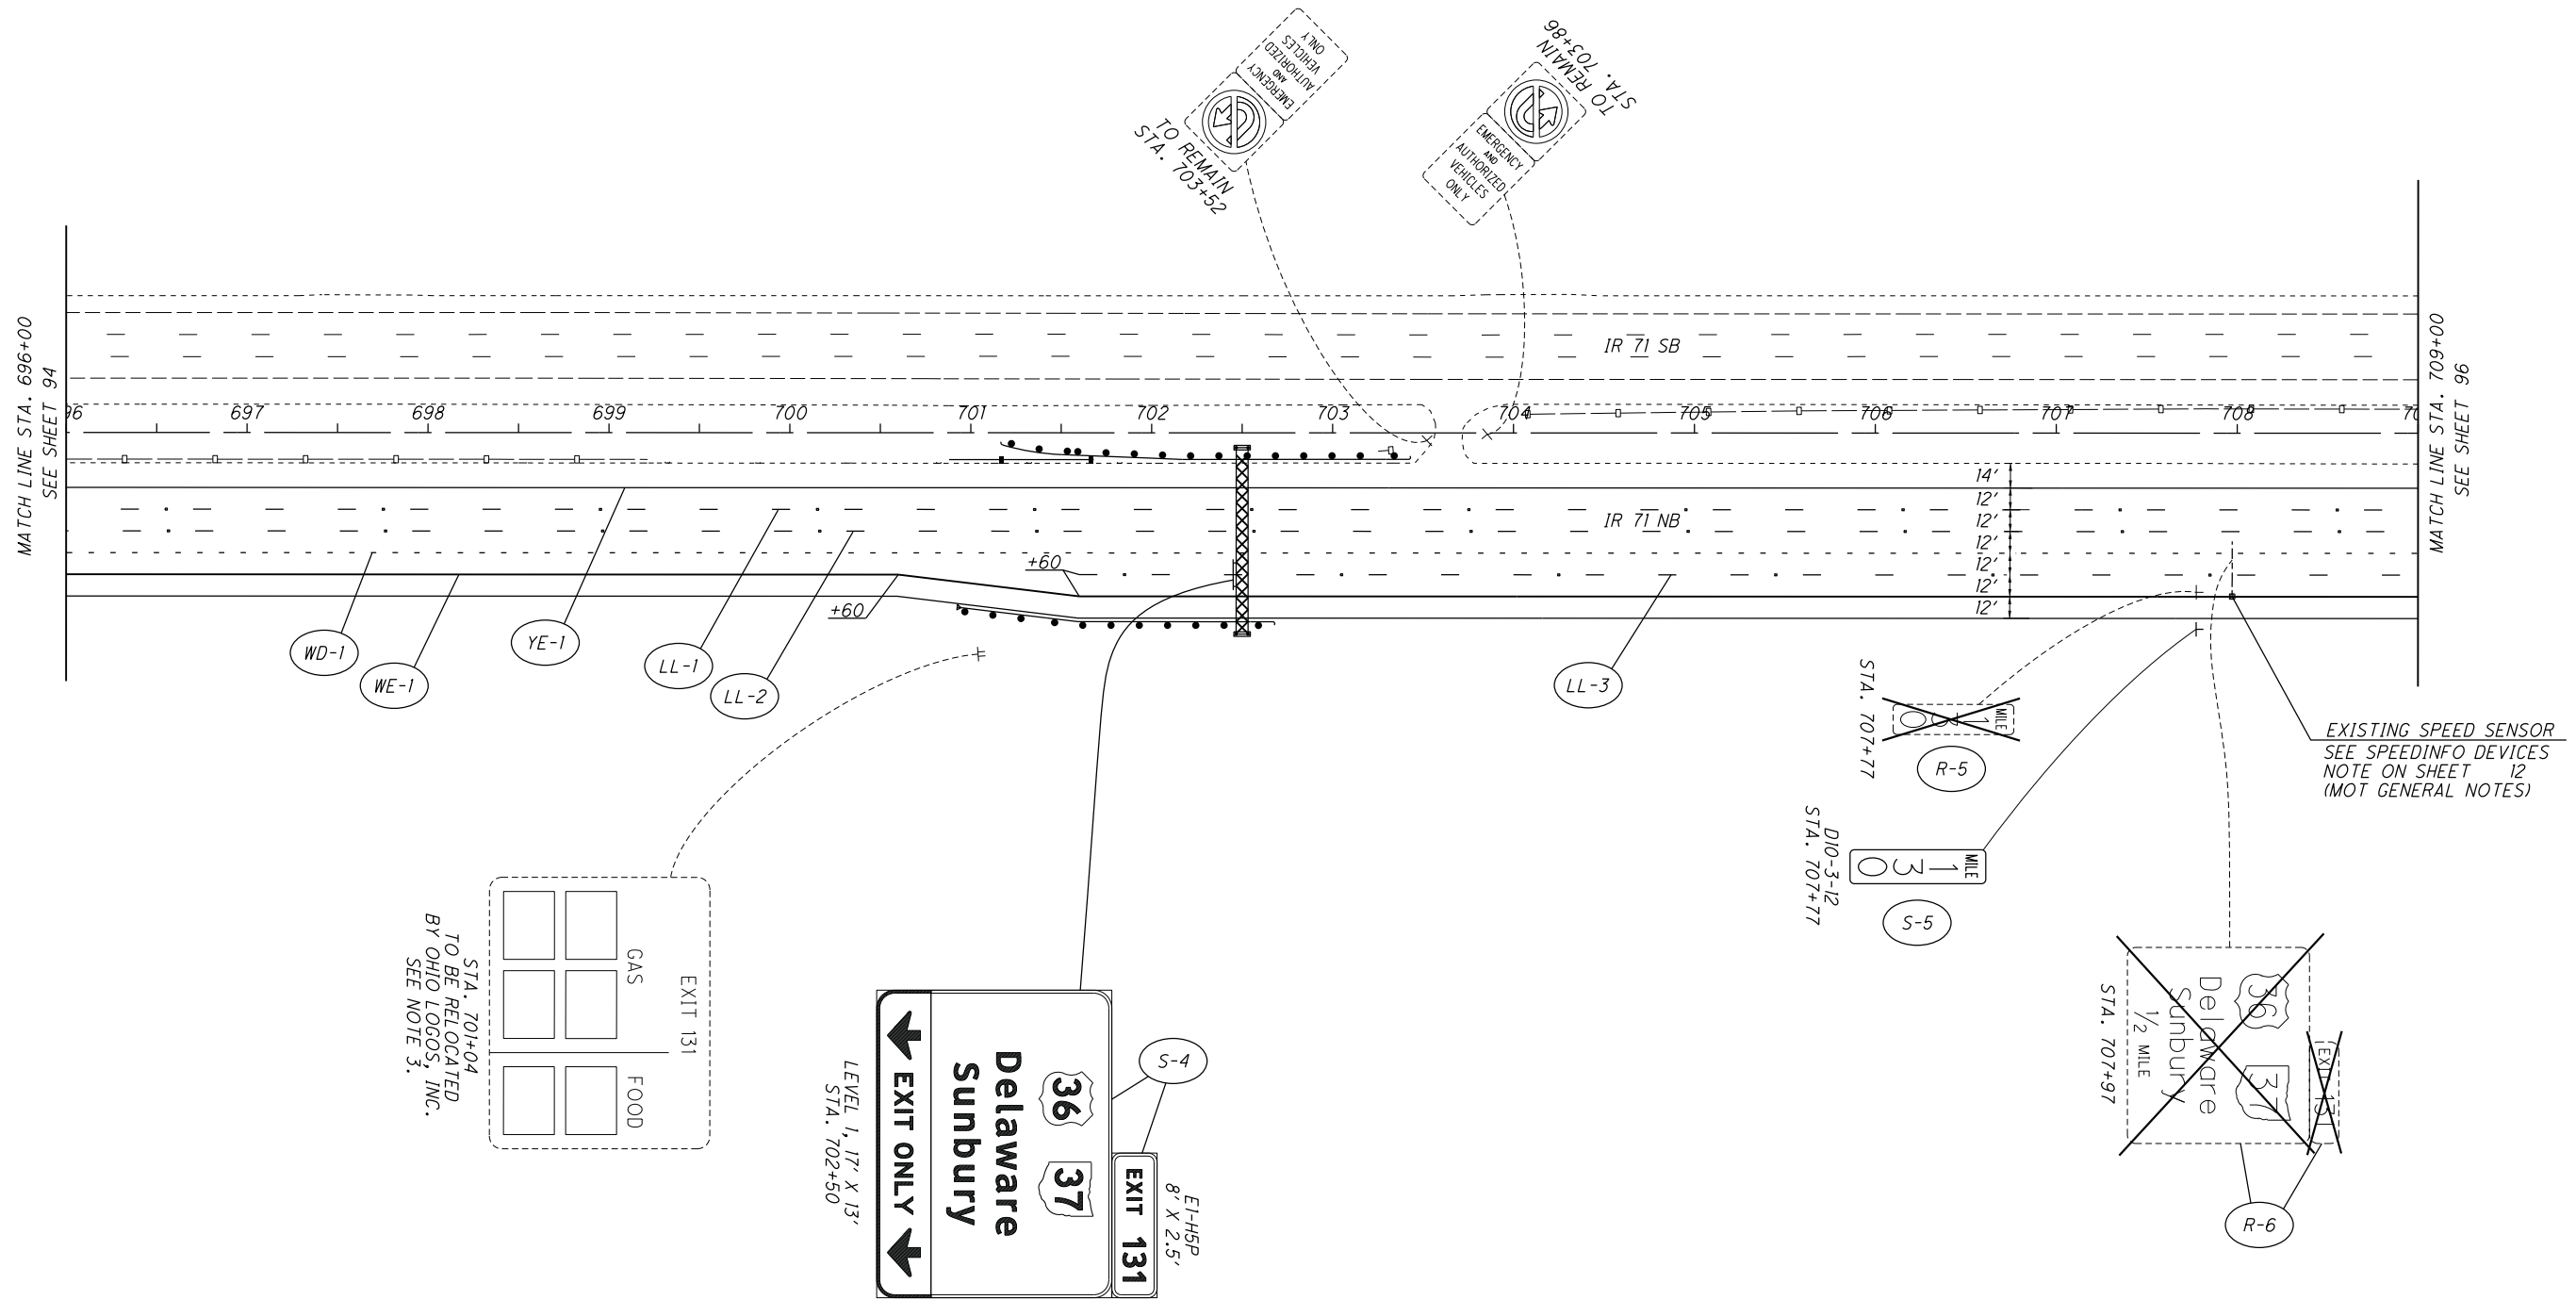 ONLY
VEHICLES
AUTHORIZED
AND
EMERGENCY
TO REMAIN
STA. 703+52
TO REMAIN
STA. 703+86
EMERGENCY
AND
AUTHORIZED
VEHICLES
ONLY
MATCH LINE STA. 696+00
SEE SHEET 94
MATCH LINE STA. 709+00
SEE SHEET 96
IR 71 SB
96
697
698
699
700
701
702
703
704
705
706
707
708
70
14'
12'
12'
12'
12'
12'
12'
IR 71 NB
+60
+60
WD-1
WE-1
YE-1
LL-1
LL-2
LL-3
STA. 707+77
MILE
130
R-5
EXISTING SPEED SENSOR
SEE SPEEDINFO DEVICES
NOTE ON SHEET 12
(MOT GENERAL NOTES)
D10-3-12
STA. 707+77
MILE
130
S-5
EXIT 131
GAS
FOOD
STA. 701+04
TO BE RELOCATED
BY OHIO LOGOS, INC.
SEE NOTE 3.
S-4
E1-H5P
8' X 2.5'
EXIT 131
36 37
Delaware
Sunbury
EXIT ONLY
LEVEL 1, 17' X 13'
STA. 702+50
EXIT 131
36 37
Delaware
Sunbury
1/2 MILE
STA. 707+97
R-6